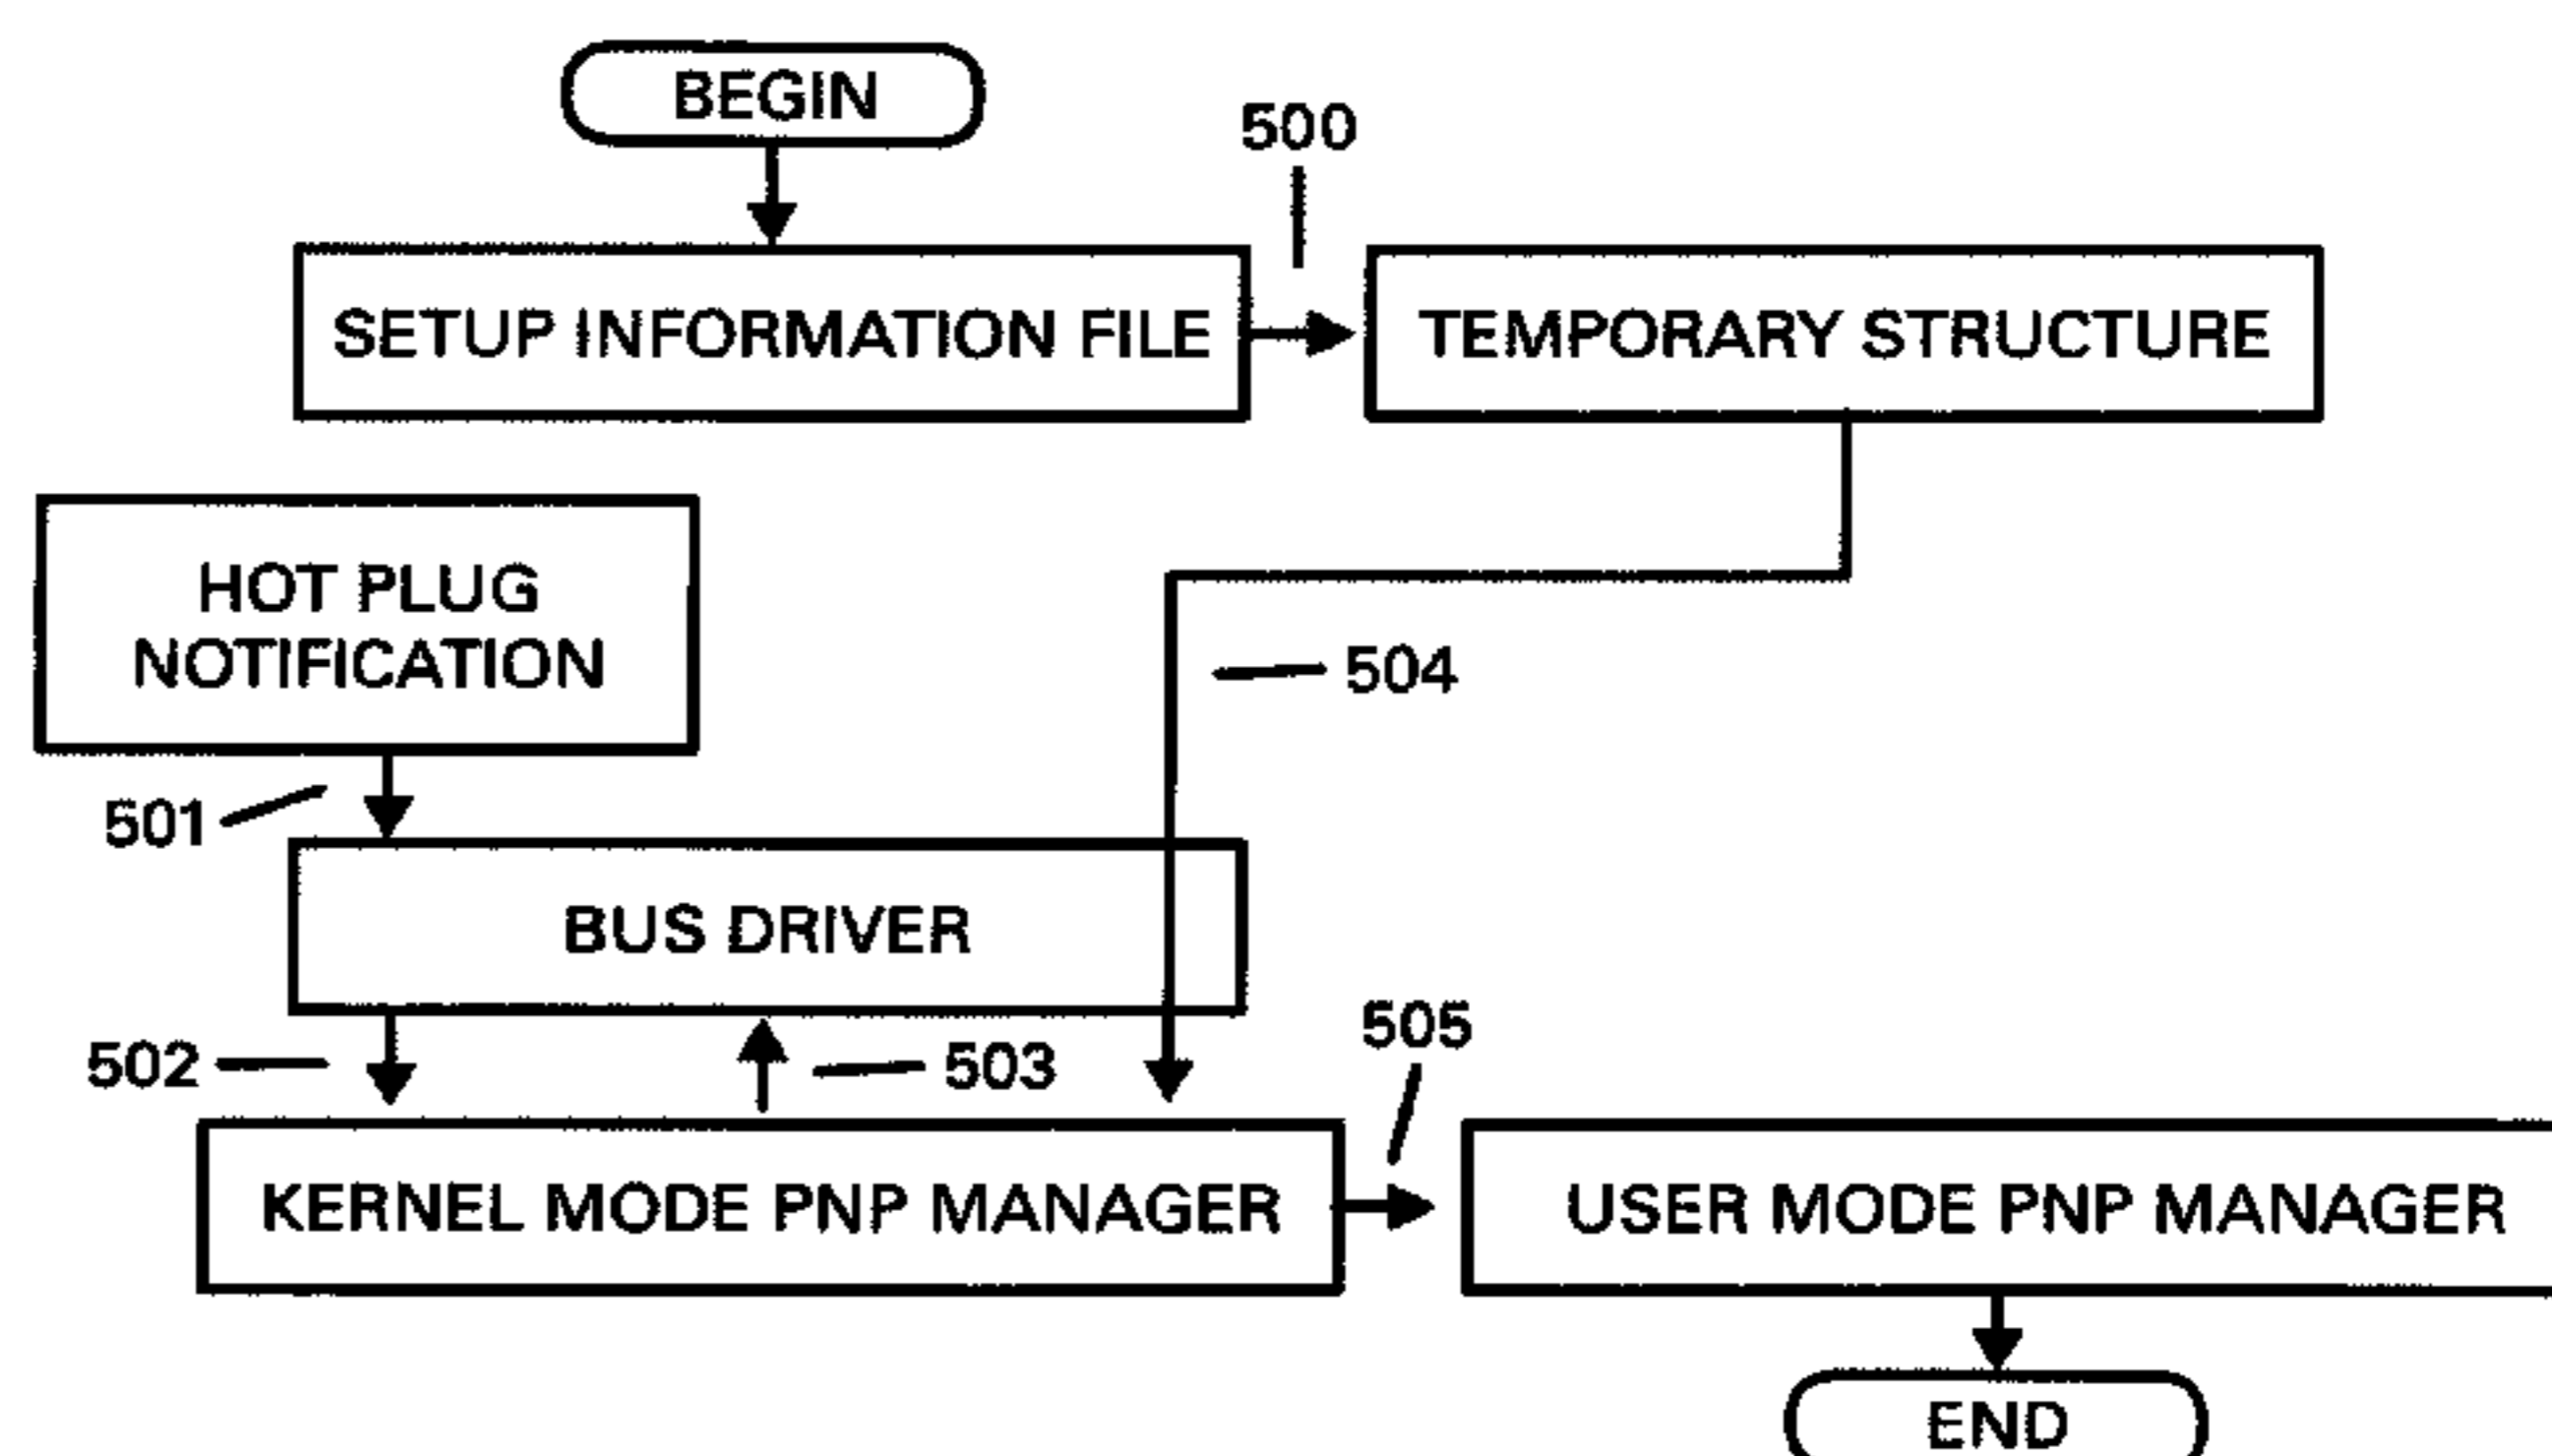 BEGIN
500
SETUP INFORMATION FILE
TEMPORARY STRUCTURE
HOT PLUG
NOTIFICATION
504
501
BUS DRIVER
502
503
505
KERNEL MODE PNP MANAGER
USER MODE PNP MANAGER
END